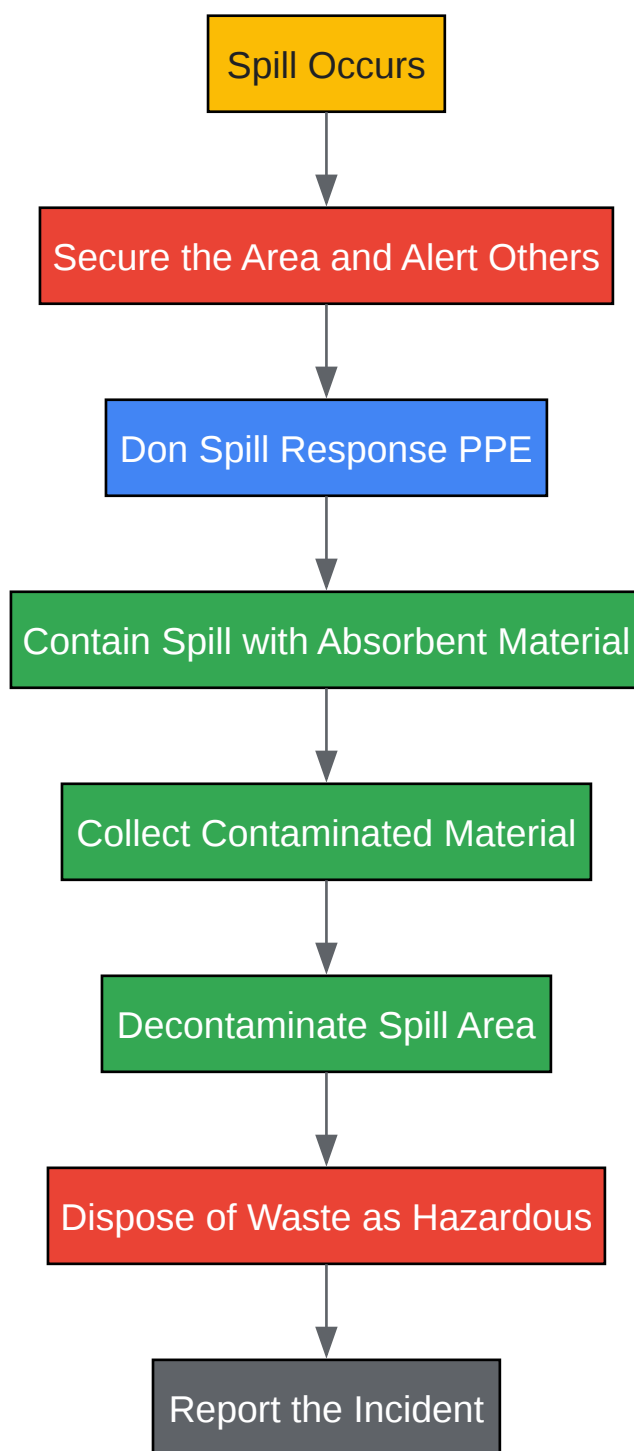 Spill Occurs
Secure the Area and Alert Others
Don Spill Response PPE
Contain Spill with Absorbent Material
Collect Contaminated Material
Decontaminate Spill Area
Dispose of Waste as Hazardous
Report the Incident